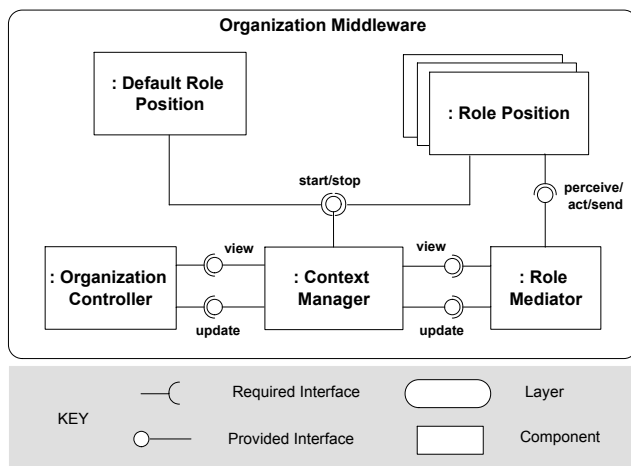 Organization Middleware
: Default Role
Position
: Role Position
start/stop
perceive/
act/send
view
view
: Organization
Controller
: Context
Manager
: Role
Mediator
update
update
KEY
Required Interface
Layer
Provided Interface
Component